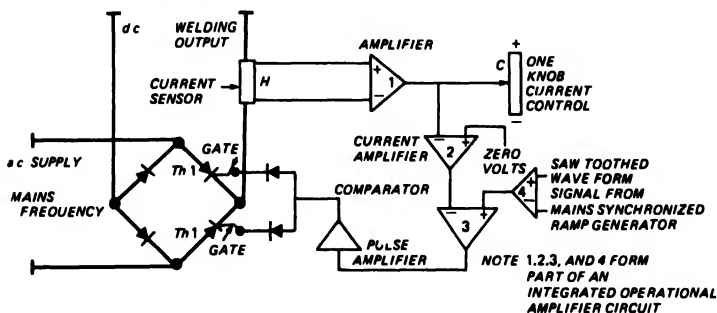 dc
WELDING
OUTPUT
AMPLIFIER
CURRENT
SENSOR
H
+
-
1
C
+
-
ONE
KNOB
CURRENT
CONTROL
ac SUPPLY
MAINS
FREQUENCY
GATE
Th 1
Th 1
GATE
CURRENT
AMPLIFIER
-
+
2
ZERO
VOLTS
COMPARATOR
-
+
3
4
+
-
SAW TOOTHED
WAVE FORM
SIGNAL FROM
MAINS SYNCHRONIZED
RAMP GENERATOR
PULSE
AMPLIFIER
NOTE 1,2,3, AND 4 FORM
PART OF AN
INTEGRATED OPERATIONAL
AMPLIFIER CIRCUIT